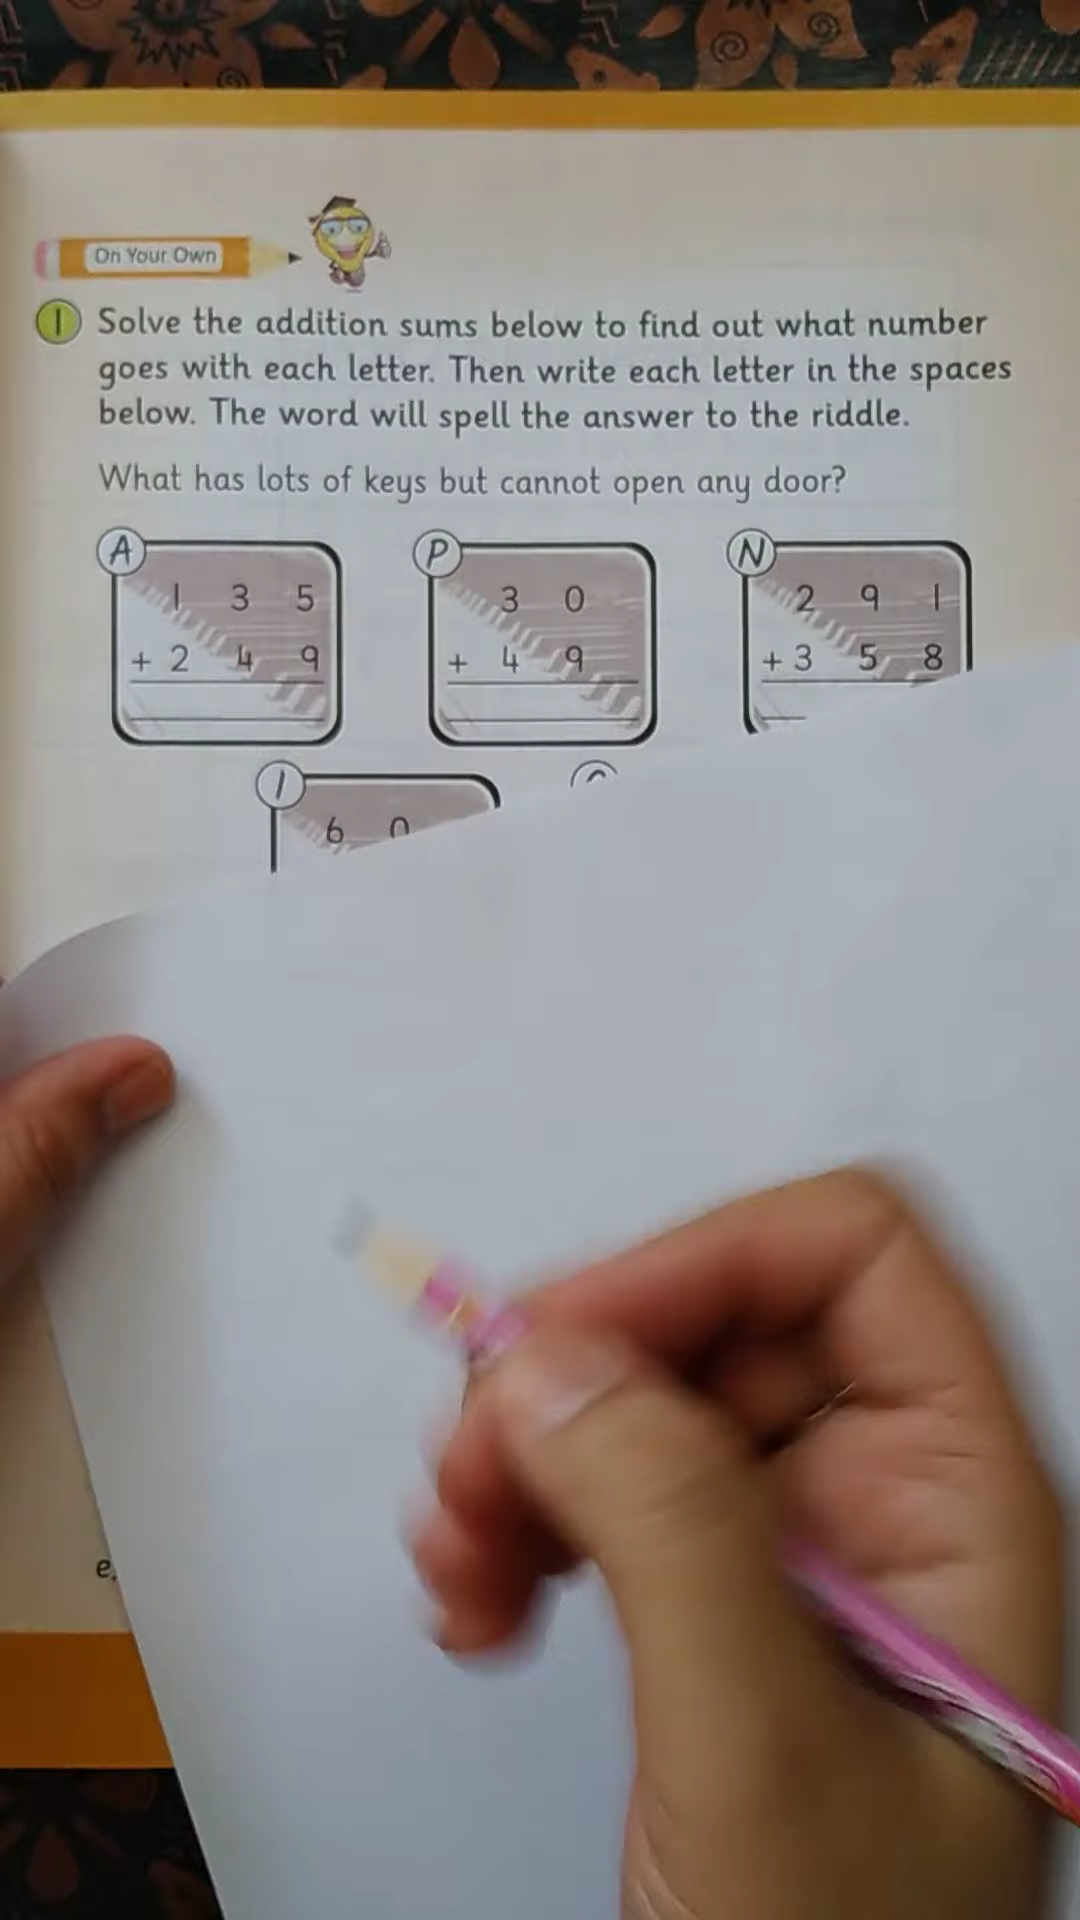 On Your Own
1 Solve the addition sums below to find out what number
goes with each letter. Then write each letter in the spaces
below. The word will spell the answer to the riddle.
What has lots of keys but cannot open any door?
A P N
1 3 5 3 0 2 9 1
+ 2 4 9 + 4 9 + 3 5 8
I
6 0
e.